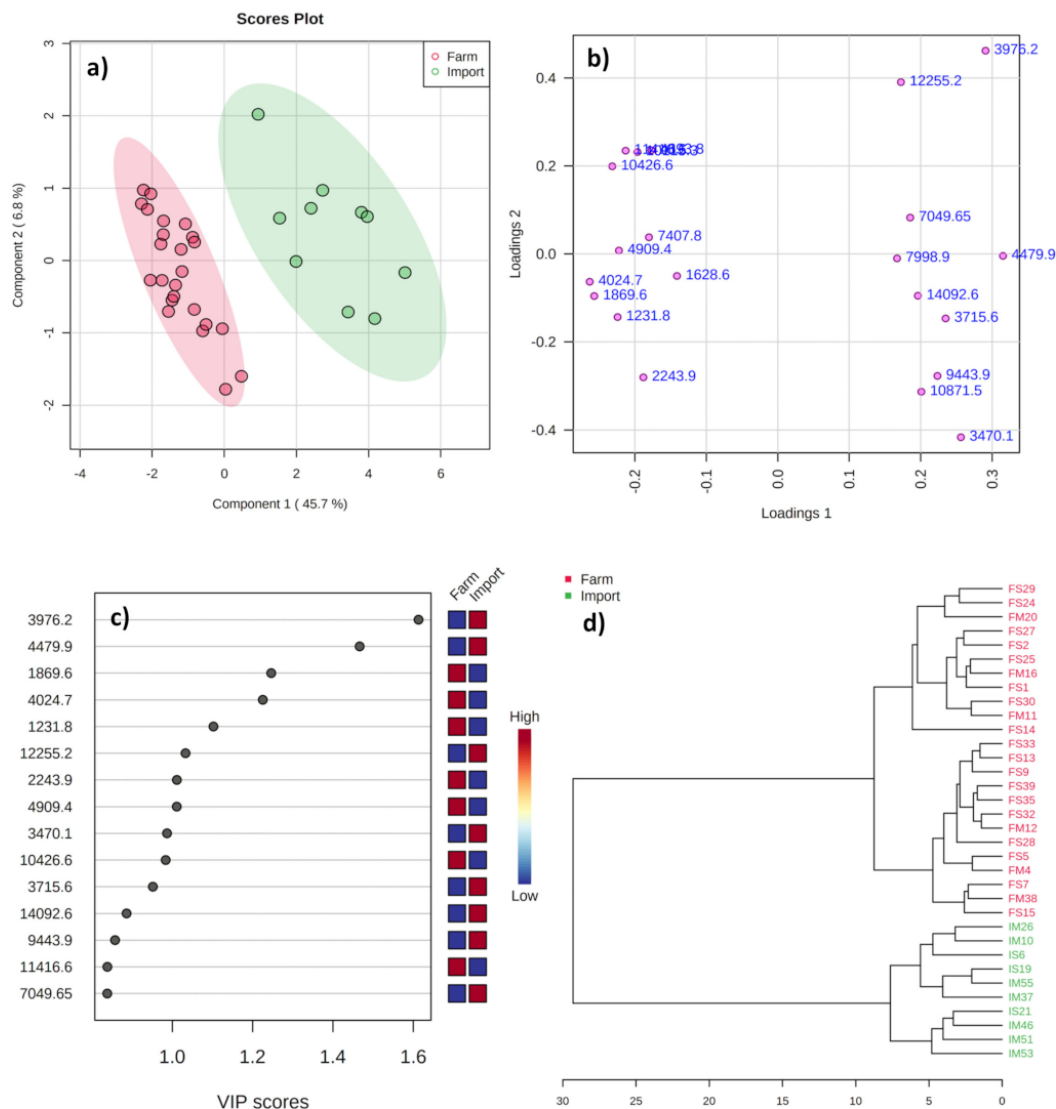 Scores Plot
a)
Farm
Import
3
2
1
0
-1
-2
Component 2 ( 6.8 %)
-4
-2
0
2
4
6
Component 1 ( 45.7 %)
b)
3976.2
12255.2
10426.6
7049.65
7407.8
4909.4
7998.9
4479.9
4024.7
1628.6
1869.6
14092.6
1231.8
3715.6
2243.9
9443.9
10871.5
3470.1
0.4
0.2
0.0
-0.2
-0.4
Loadings 2
-0.2
-0.1
0.0
0.1
0.2
0.3
Loadings 1
c)
Farm
Import
3976.2
4479.9
1869.6
4024.7
1231.8
12255.2
2243.9
4909.4
3470.1
10426.6
3715.6
14092.6
9443.9
11416.6
7049.65
High
Low
1.0
1.2
1.4
1.6
VIP scores
Farm
Import
d)
FS29
FS24
FM20
FS27
FS2
FS25
FM16
FS1
FS30
FM11
FS14
FS33
FS13
FS9
FS39
FS35
FS32
FM12
FS28
FS5
FM4
FS7
FM38
FS15
IM26
IM10
IS6
IS19
IM55
IM37
IS21
IM46
IM51
IM53
30
25
20
15
10
5
0